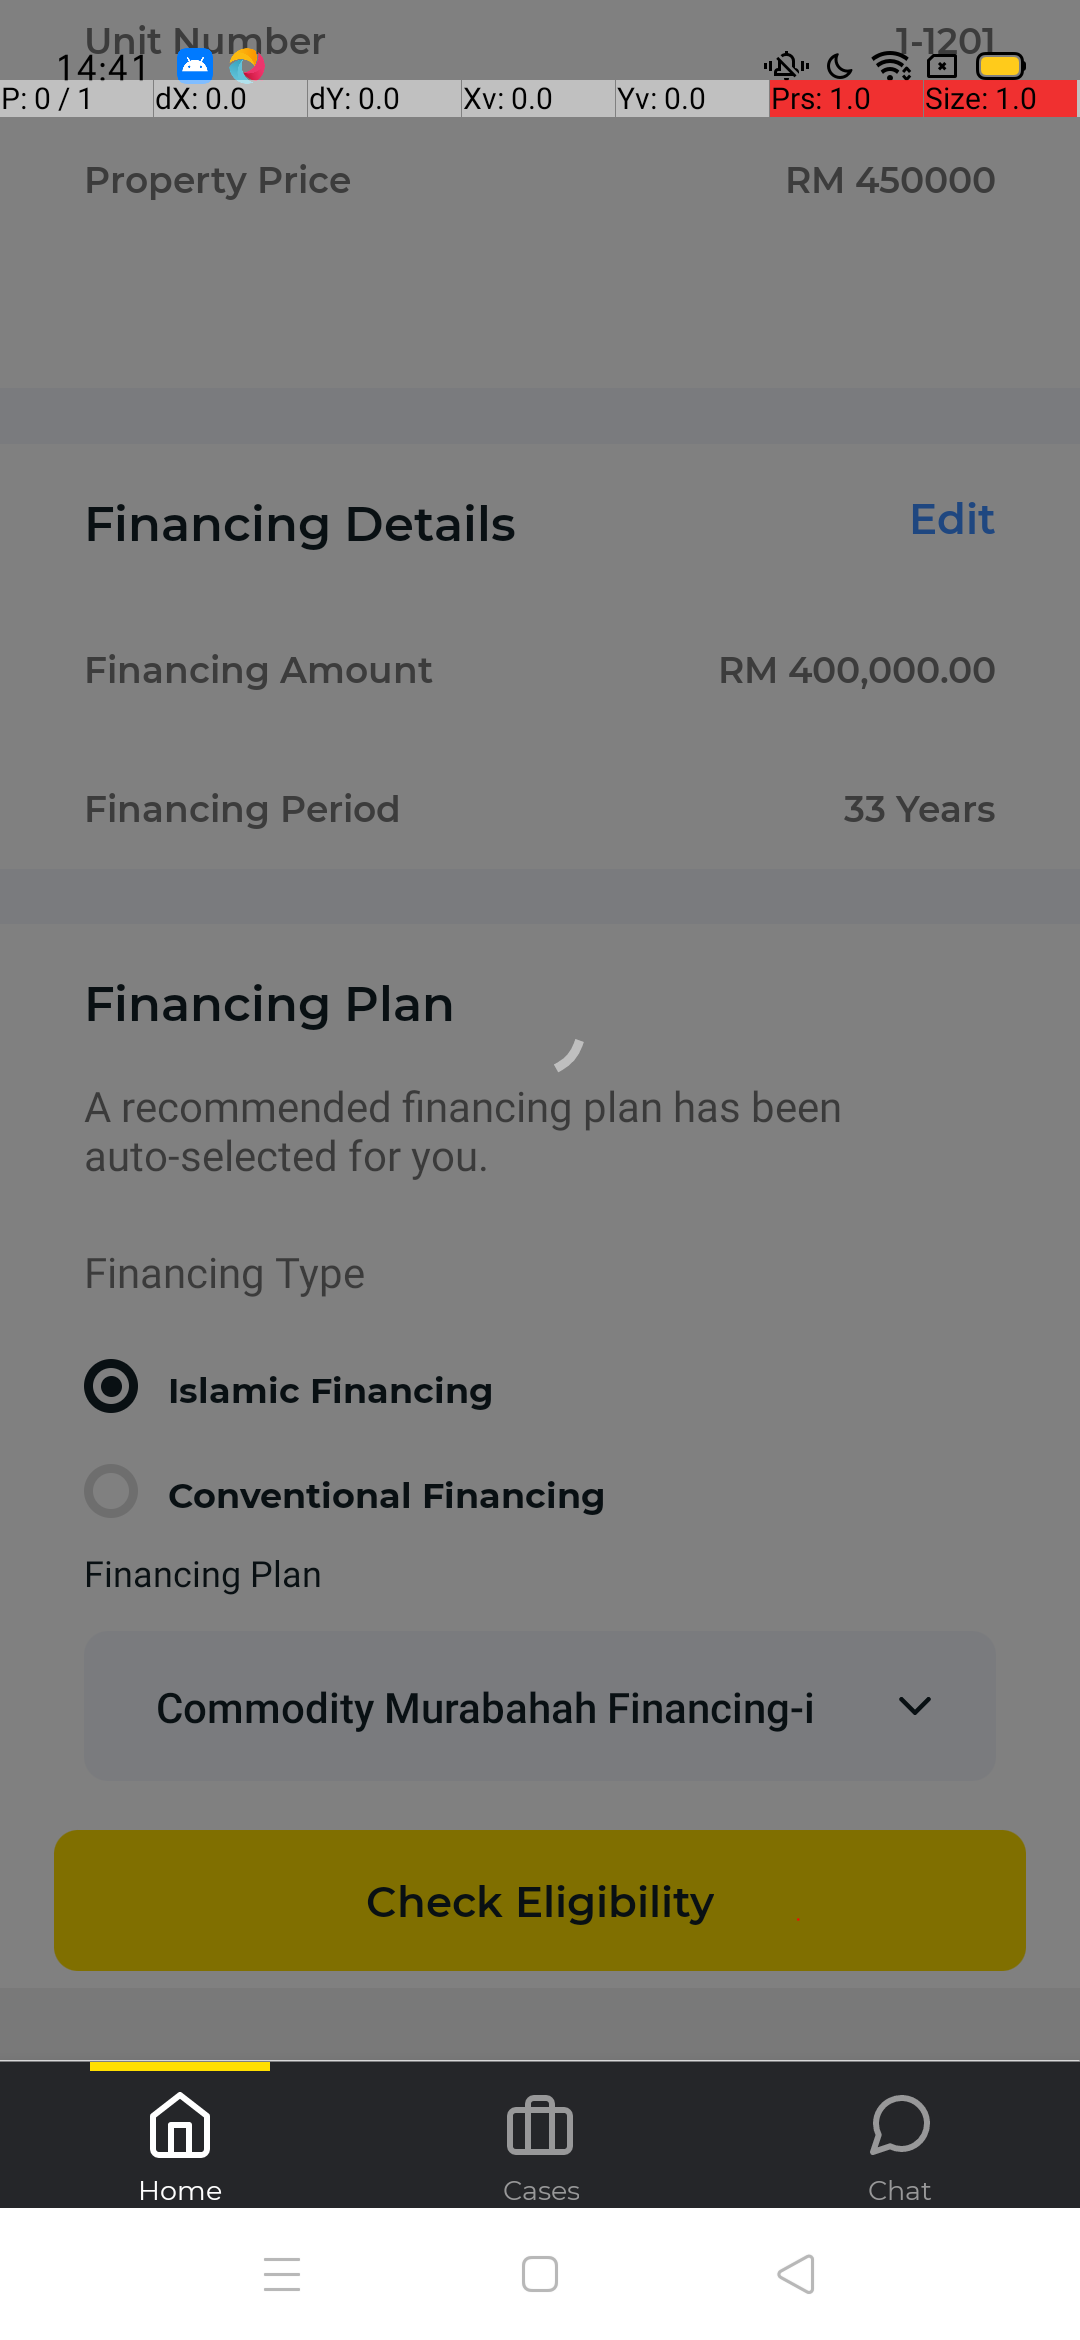 Unit Number 1-1201
14:41
P: 0 / 1 dX: 0.0 dY: 0.0 Xv: 0.0 Yv: 0.0 Prs: 1.0 Size: 1.0
Property Price RM 450000
Financing Details Edit
Financing Amount RM 400,000.00
Financing Period 33 Years
Financing Plan
A recommended financing plan has been
auto-selected for you.
Financing Type
Islamic Financing
Conventional Financing
Financing Plan
Commodity Murabahah Financing-i
Check Eligibility
Home Cases Chat